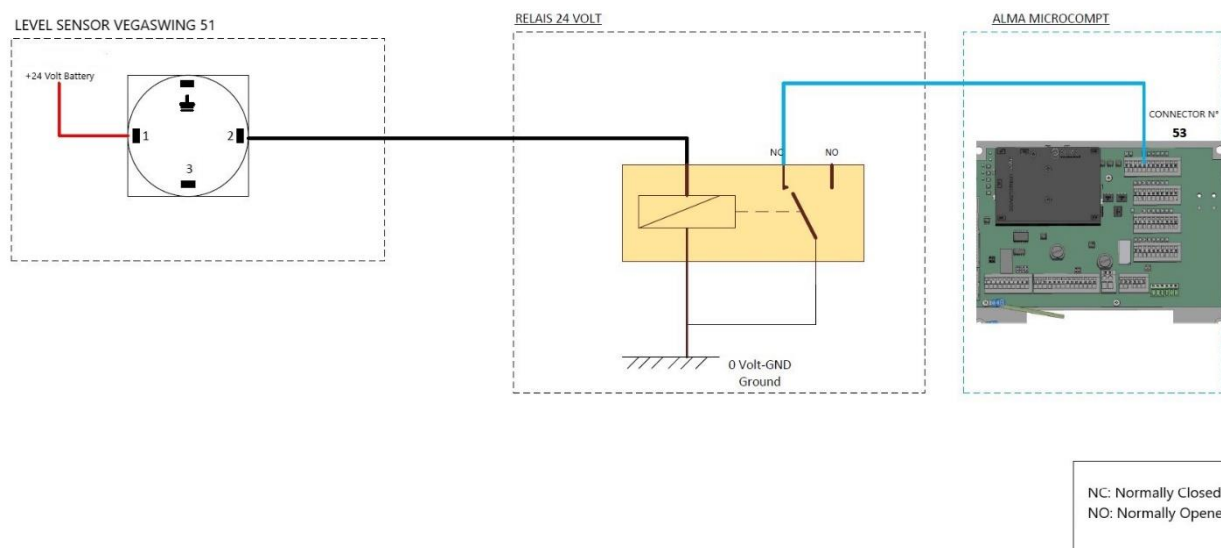 LEVEL SENSOR VEGASWING 51
RELAIS 24 VOLT
ALMA MICROCOMPT
+24 Volt Battery
1
2
3
NC
NO
CONNECTOR N°
53
0 Volt-GND
Ground
NC: Normally Closed
NO: Normally Opene